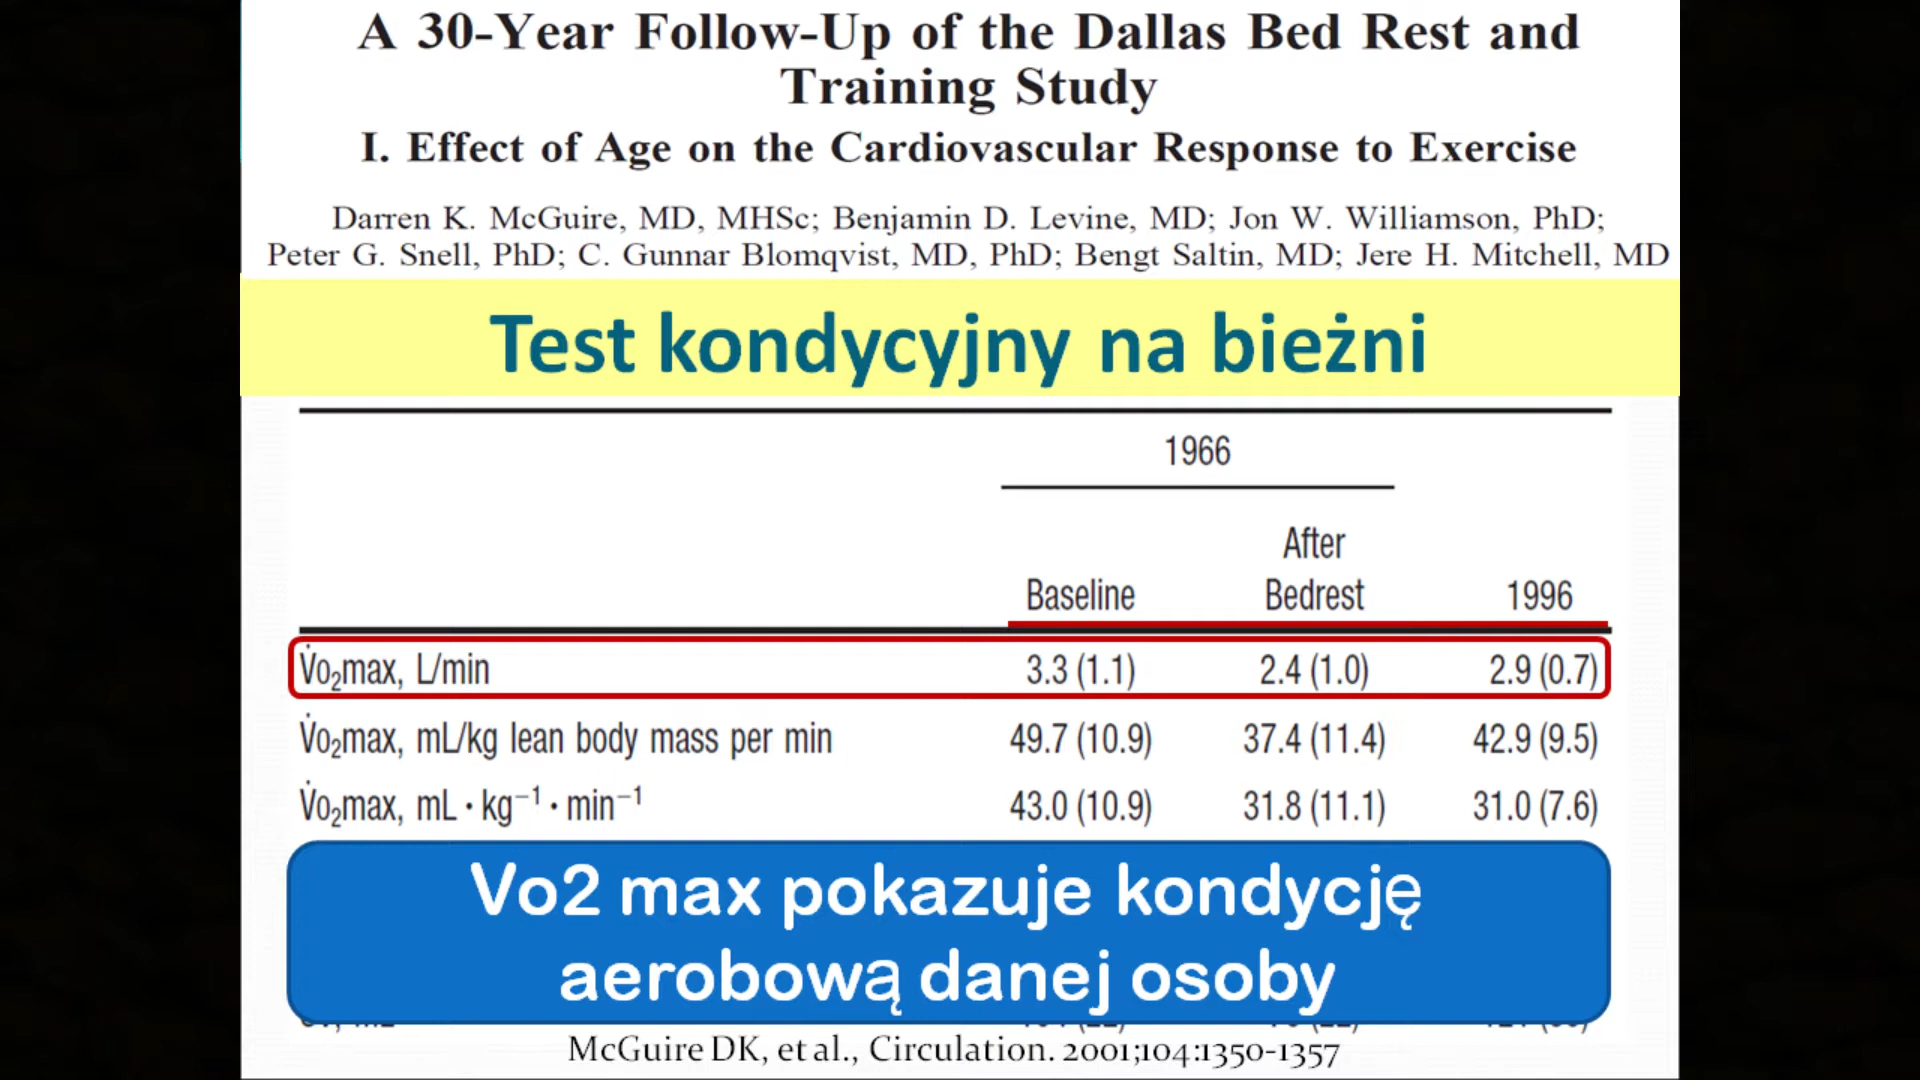 A 30-Year Follow-Up of the Dallas Bed Rest and
Training Study
I. Effect of Age on the Cardiovascular Response to Exercise
Darren K. McGuire, MD, MHSc; Benjamin D. Levine, MD; Jon W. Williamson, PhD;
Peter G. Snell, PhD; C. Gunnar Blomqvist, MD, PhD; Bengt Saltin, MD; Jere H. Mitchell, MD
Test kondycyjny na bieżni
1966
After
Baseline Bedrest 1996
V̇o₂max, L/min 3.3 (1.1) 2.4 (1.0) 2.9 (0.7)
V̇o₂max, mL/kg lean body mass per min 49.7 (10.9) 37.4 (11.4) 42.9 (9.5)
V̇o₂max, mL · kg⁻¹ · min⁻¹ 43.0 (10.9) 31.8 (11.1) 31.0 (7.6)
Vo2 max pokazuje kondycję
aerobową danej osoby
McGuire DK, et al., Circulation. 2001;104:1350-1357